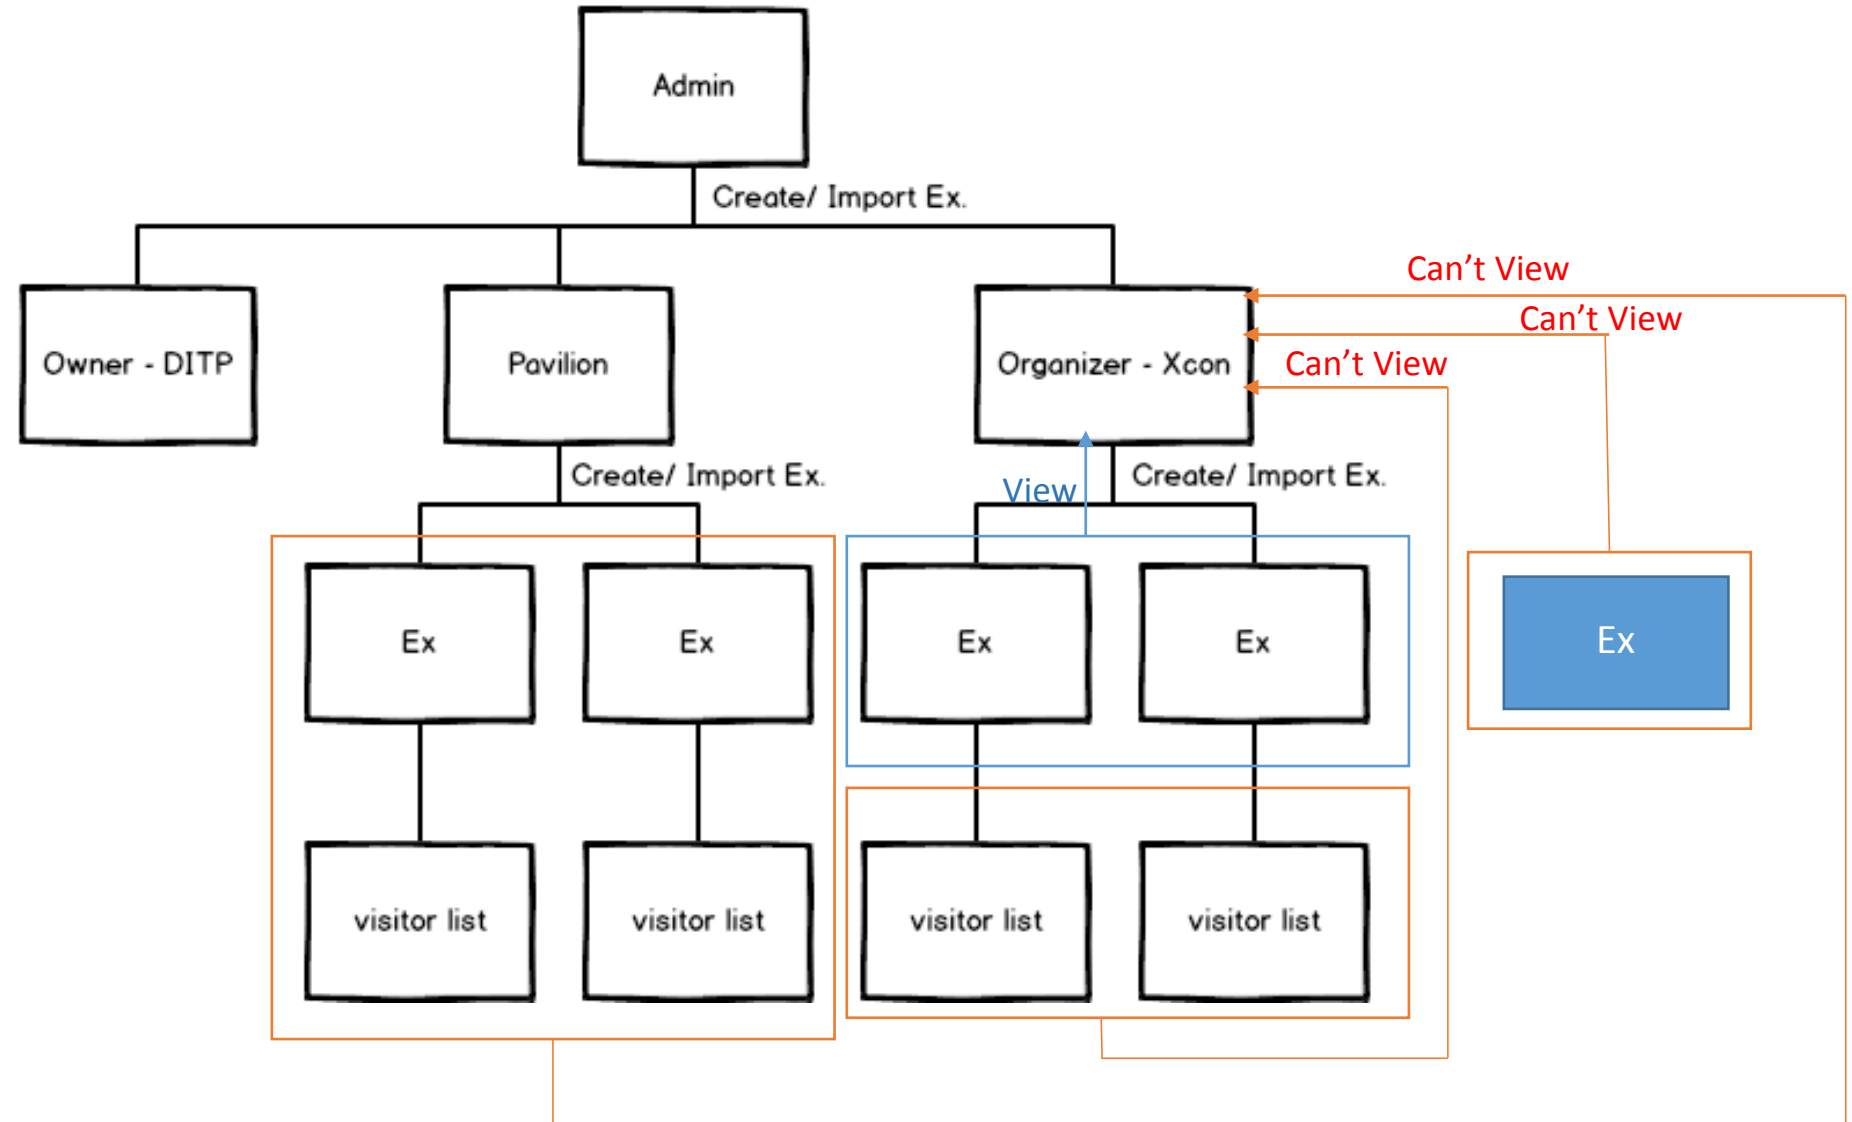 Admin
Create/ Import Ex.
Can't View
Can't View
Owner - DITP
Pavilion
Organizer - Xcon
Can't View
Create/ Import Ex.
View
Create/ Import Ex.
Ex
Ex
Ex
Ex
Ex
visitor list
visitor list
visitor list
visitor list